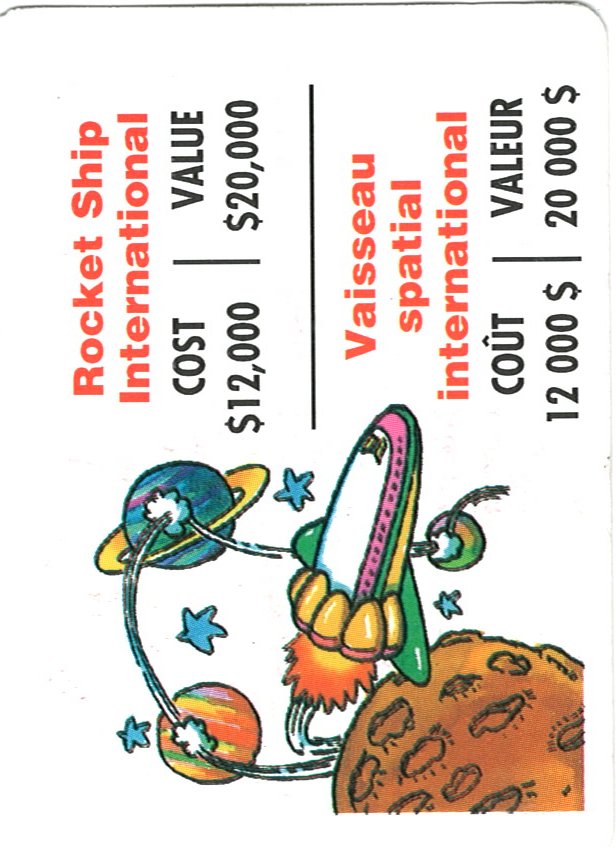 Rocket Ship
International
COST | VALUE
$12,000 | $20,000
Vaisseau
spatial
international
COÛT | VALEUR
12 000 $ | 20 000 $